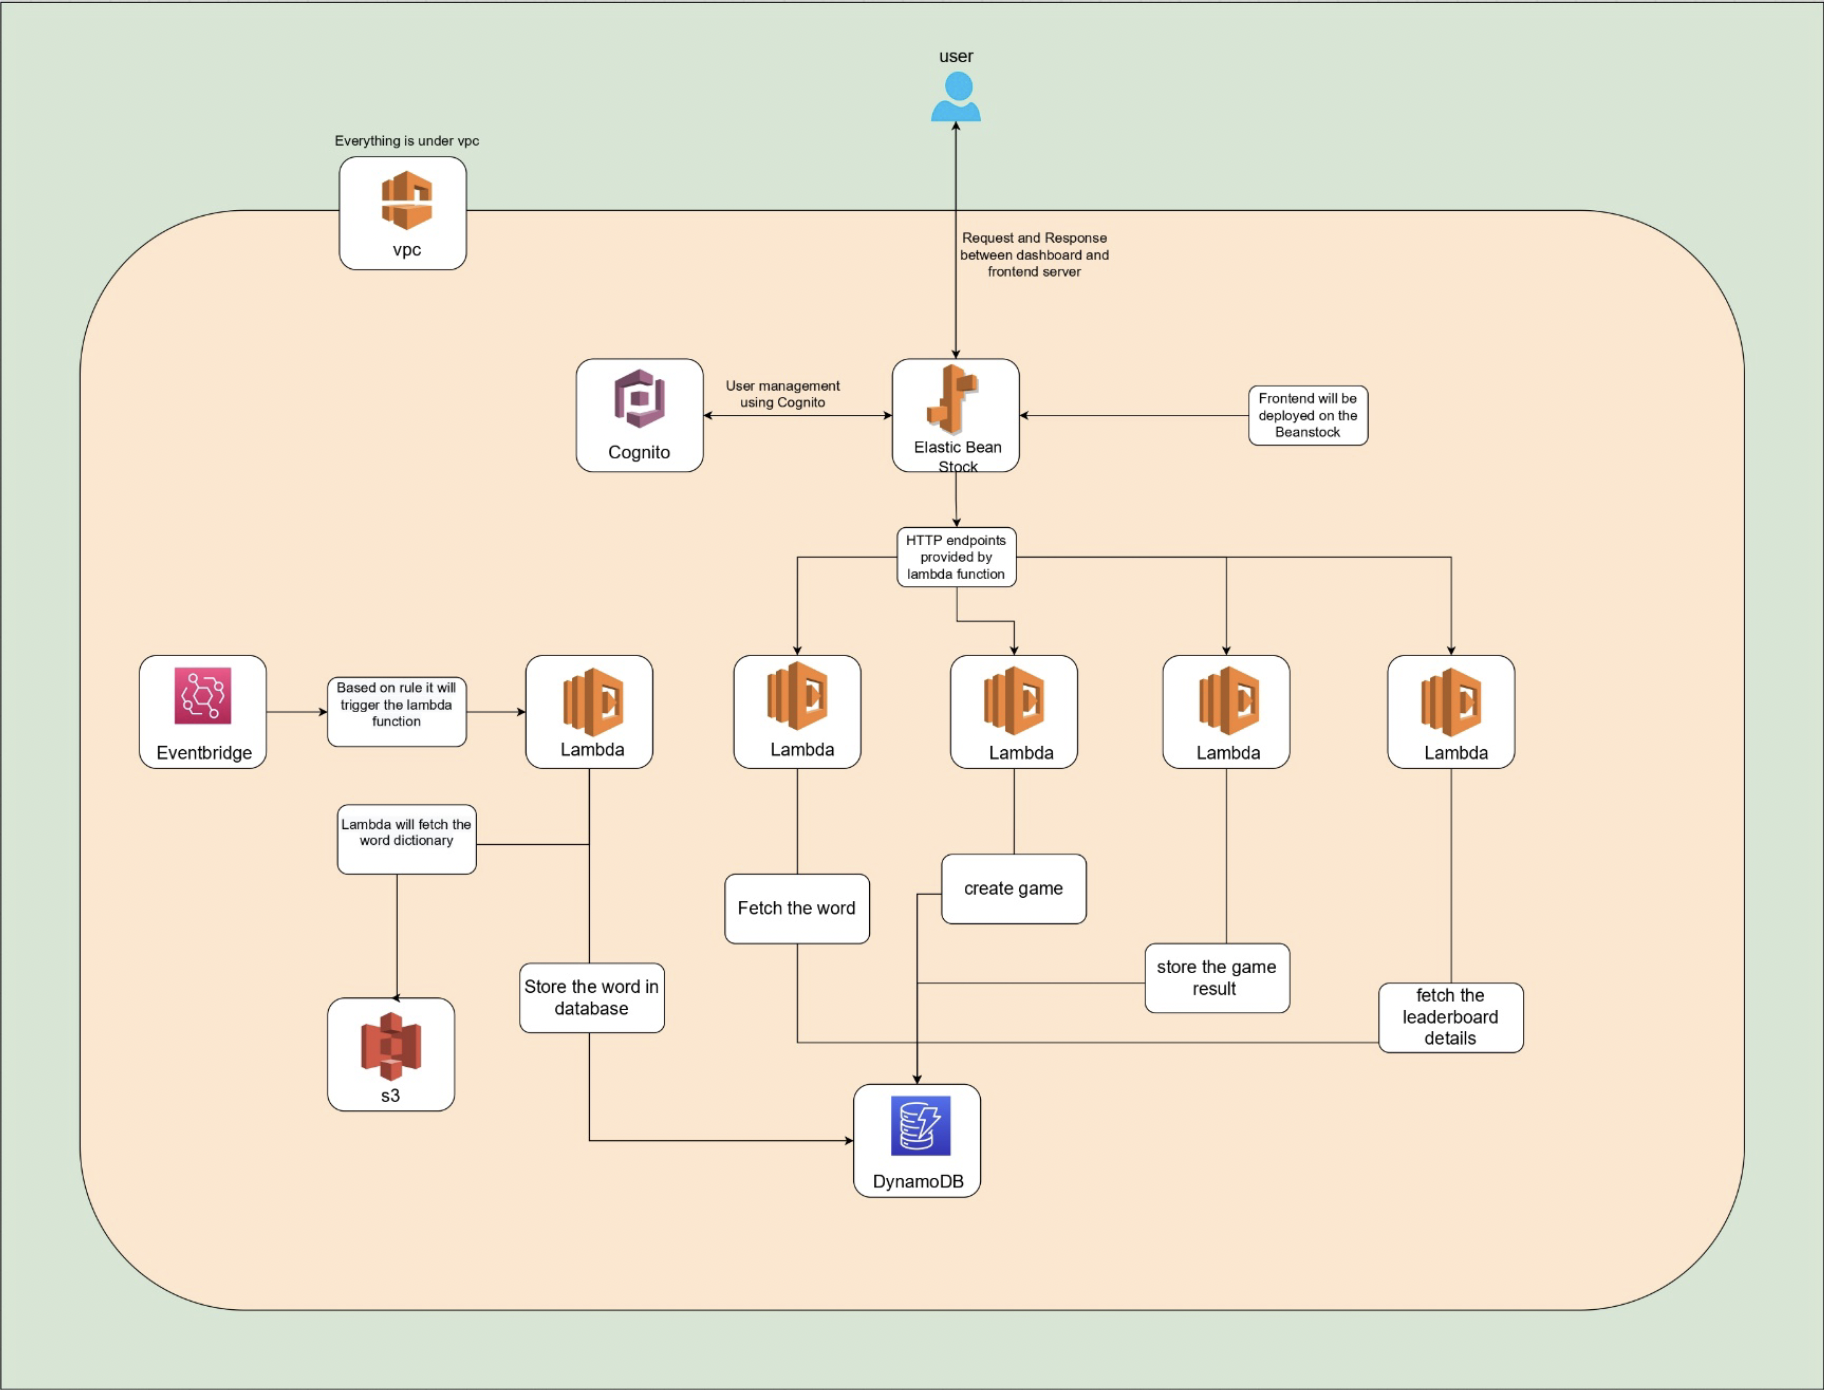 user
Everything is under vpc
vpc
Request and Response
between dashboard and
frontend server
Cognito
User management
using Cognito
Elastic Bean
Stock
Frontend will be
deployed on the
Beanstock
HTTP endpoints
provided by
lambda function
Eventbridge
Based on rule it will
trigger the lambda
function
Lambda
Lambda
Lambda
Lambda
Lambda
Lambda will fetch the
word dictionary
Fetch the word
create game
Store the word in
database
store the game
result
fetch the
leaderboard
details
s3
DynamoDB